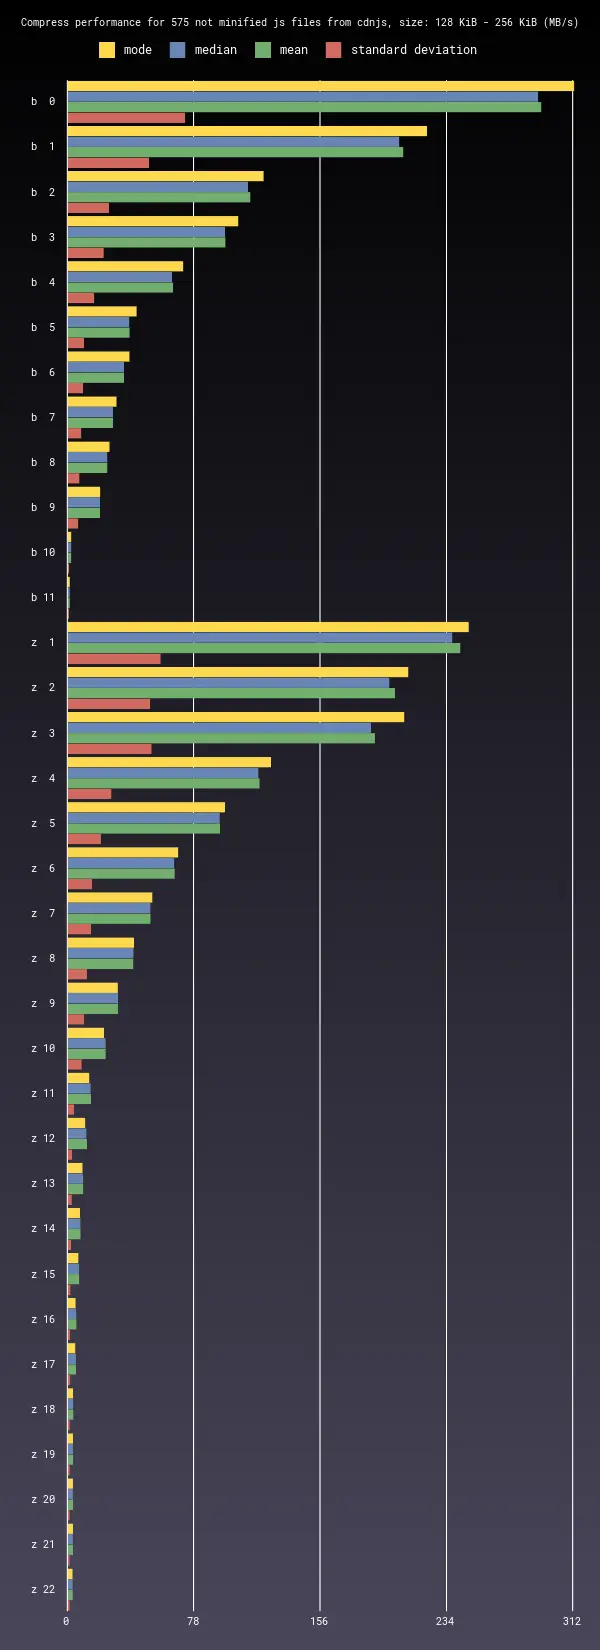 Compress performance for 575 not minified js files from cdnjs, size: 128 KiB - 256 KiB (MB/s)
mode median mean standard deviation
b 0
b 1
b 2
b 3
b 4
b 5
b 6
b 7
b 8
b 9
b 10
b 11
z 1
z 2
z 3
z 4
z 5
z 6
z 7
z 8
z 9
z 10
z 11
z 12
z 13
z 14
z 15
z 16
z 17
z 18
z 19
z 20
z 21
z 22
0 78 156 234 312